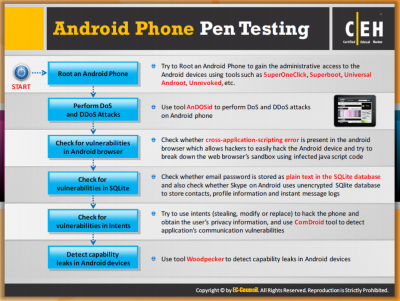 Android Phone Pen Testing
C|EH
Certified Ethical Hacker
START
Root an Android Phone
Try to Root an Android Phone to gain the administrative access to the
Android devices using tools such as SuperOneClick, Superboot, Universal
Androot, Unrevoked, etc.
Perform DoS
and DDoS Attacks
Use tool AnDOSid to perform DoS and DDoS attacks
on Android phone
Check for vulnerabilities
in Android browser
Check whether cross-application-scripting error is present in the android
browser which allows hackers to easily hack the Android device and try to
break down the web browser's sandbox using infected java script code
Check for
vulnerabilities in SQLite
Check whether email password is stored as plain text in the SQLite database
and also check whether Skype on Android uses unencrypted SQLite database
to store contacts, profile information and instant message logs
Check for
vulnerabilities in Intents
Try to use intents (stealing, modify or replace) to hack the phone and
obtain the user's privacy information, and use ComDroid tool to detect
application's communication vulnerabilities
Detect capability
leaks in Android devices
Use tool Woodpecker to detect capability leaks in Android devices
Copyright © by EC-Council. All Rights Reserved. Reproduction is Strictly Prohibited.